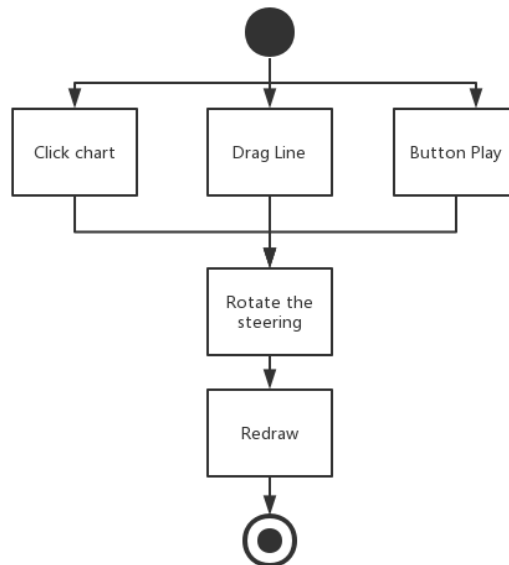 Click chart
Drag Line
Button Play
Rotate the
steering
Redraw